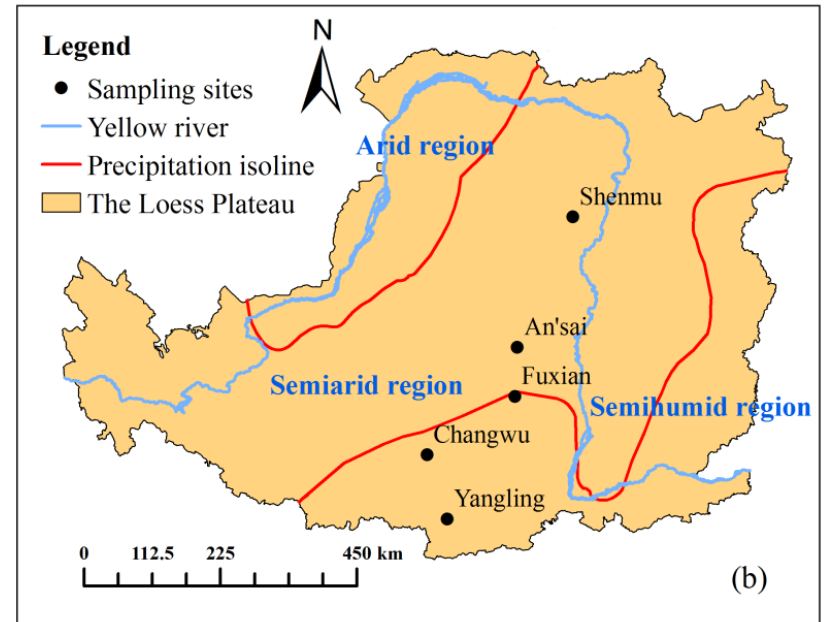 Legend
Sampling sites
Yellow river
Precipitation isoline
The Loess Plateau
N
Arid region
Shenmu
An'sai
Fuxian
Semiarid region
Semihumid region
Changwu
Yangling
0 112.5 225 450 km
(b)